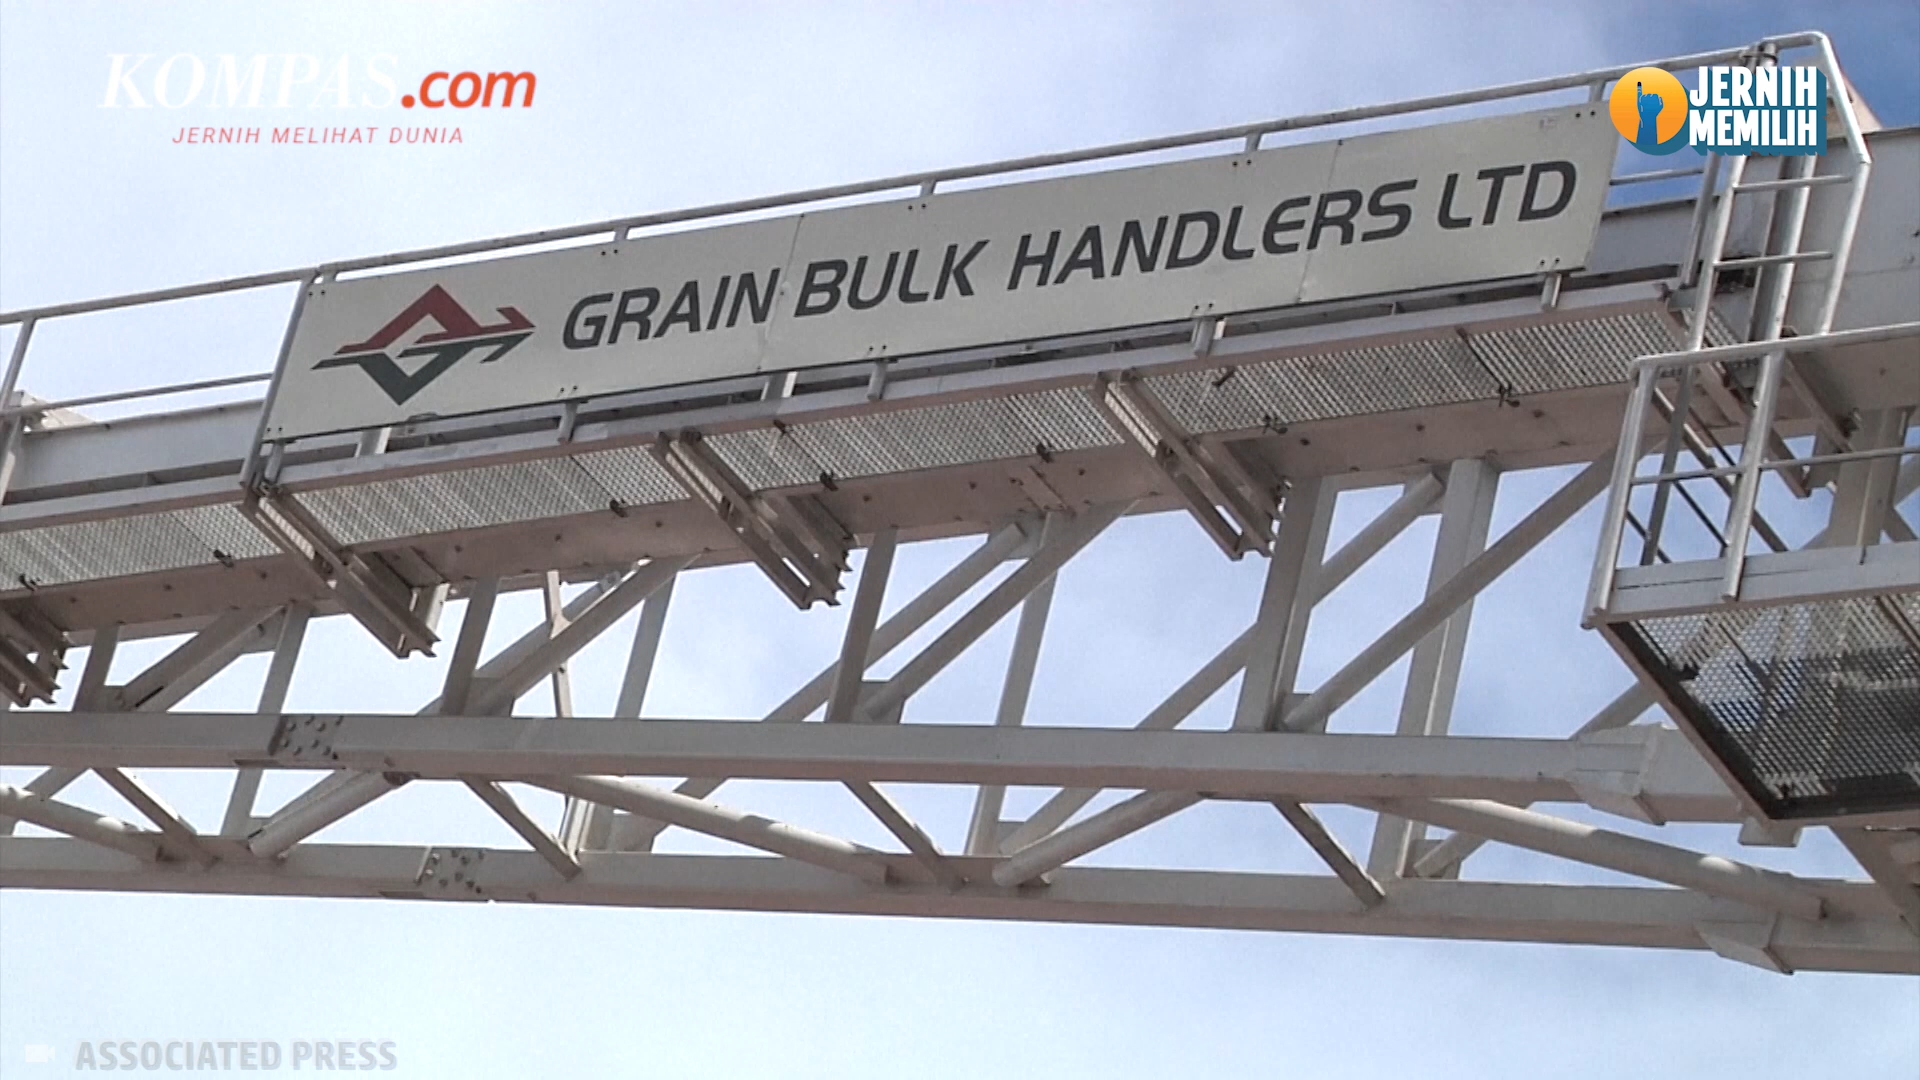 KOMPAS.com
JERNIH MELIHAT DUNIA
JERNIH
MEMILIH
GRAIN BULK HANDLERS LTD
ASSOCIATED PRESS